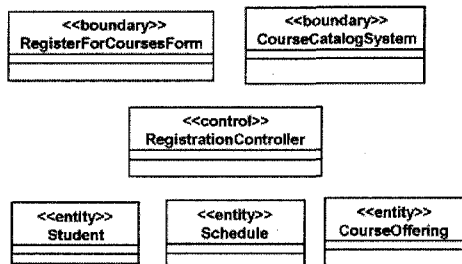 <<boundary>>
RegisterForCoursesForm
<<boundary>>
CourseCatalogSystem
<<control>>
RegistrationController
<<entity>>
Student
<<entity>>
Schedule
<<entity>>
CourseOffering